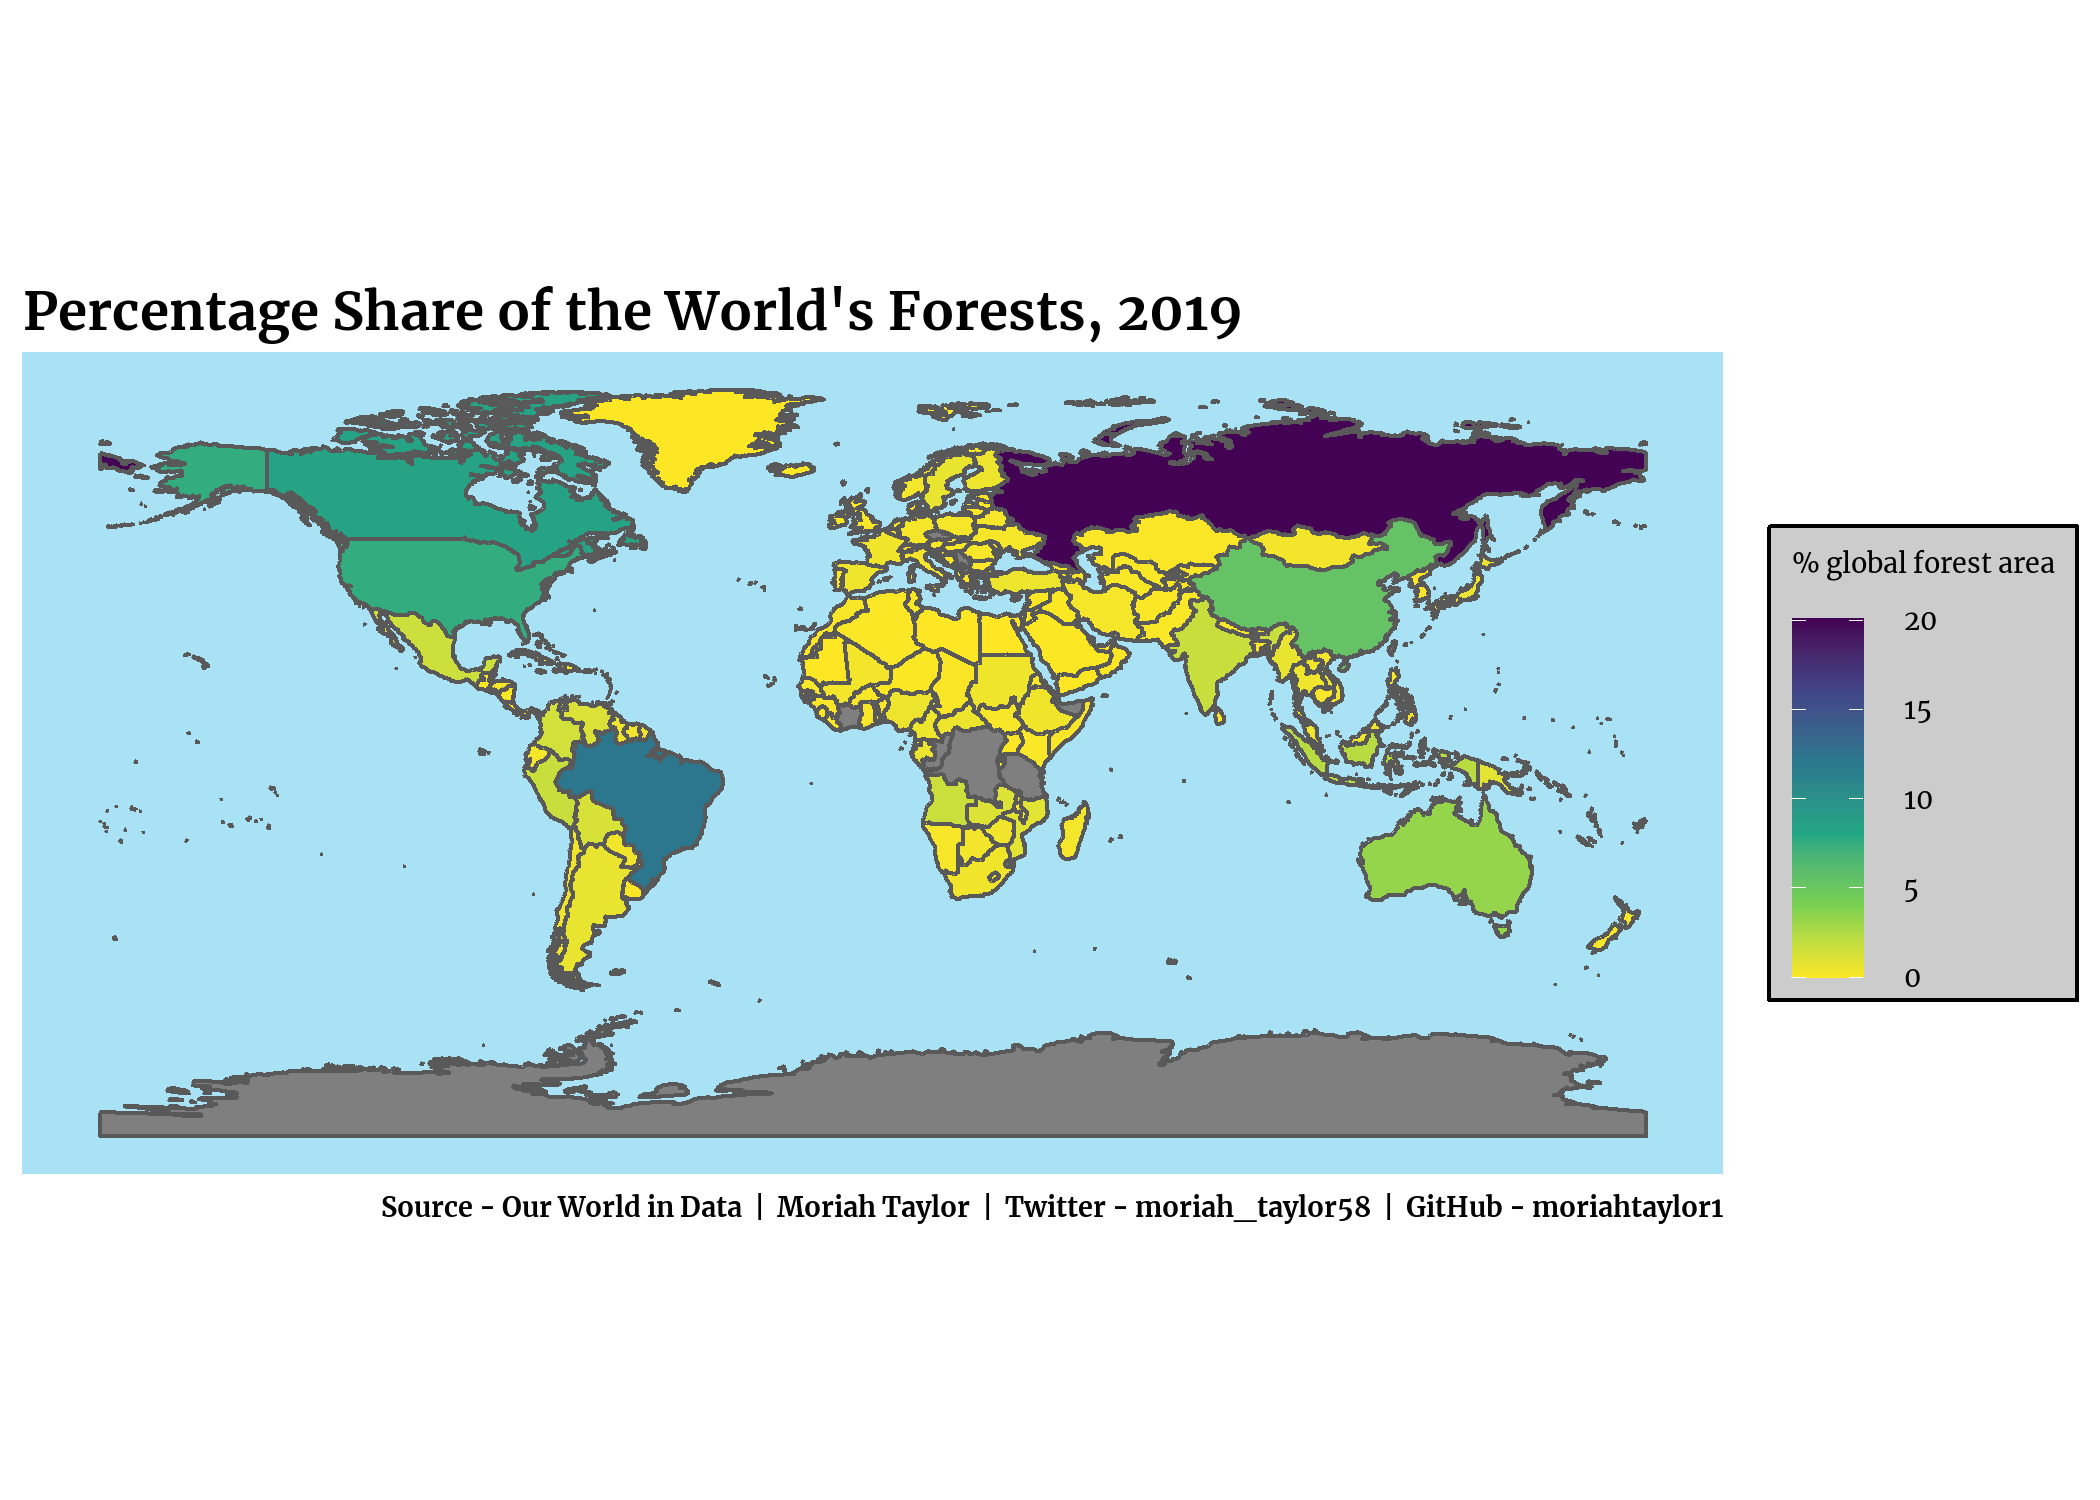 Percentage Share of the World's Forests, 2019
% global forest area
20
15
10
5
0
Source - Our World in Data | Moriah Taylor | Twitter - moriah_taylor58 | GitHub - moriahtaylor1